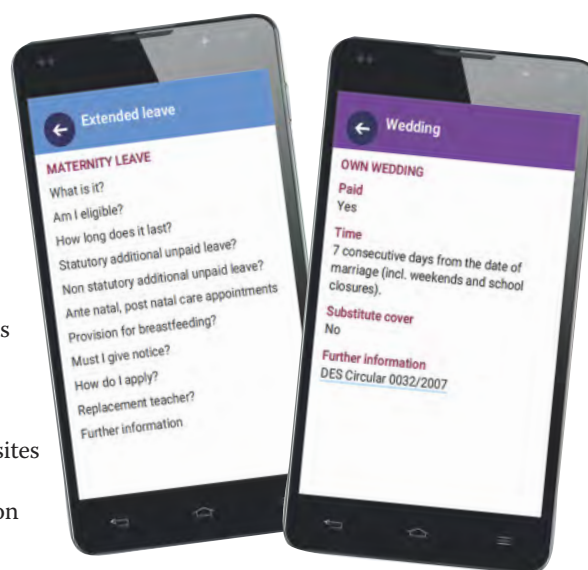 Extended leave
MATERNITY LEAVE
What is it?
Am I eligible?
How long does it last?
Statutory additional unpaid leave?
Non statutory additional unpaid leave?
Ante natal, post natal care appointments
Provision for breastfeeding?
Must I give notice?
How do I apply?
Replacement teacher?
Further information
Wedding
OWN WEDDING
Paid
Yes
Time
7 consecutive days from the date of
marriage (incl. weekends and school
closures).
Substitute cover
No
Further information
DES Circular 0032/2007